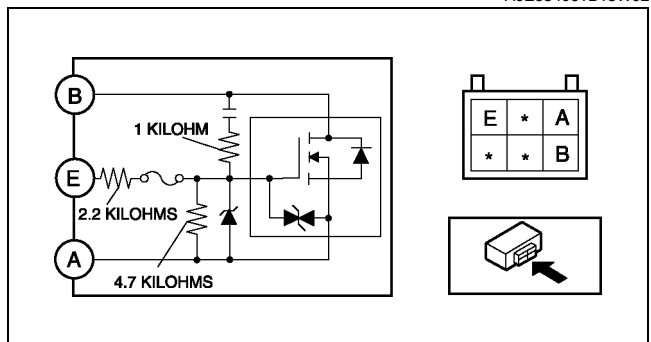 B
1 KILOHM
E
2.2 KILOHMS
A
4.7 KILOHMS
E * A
* * B